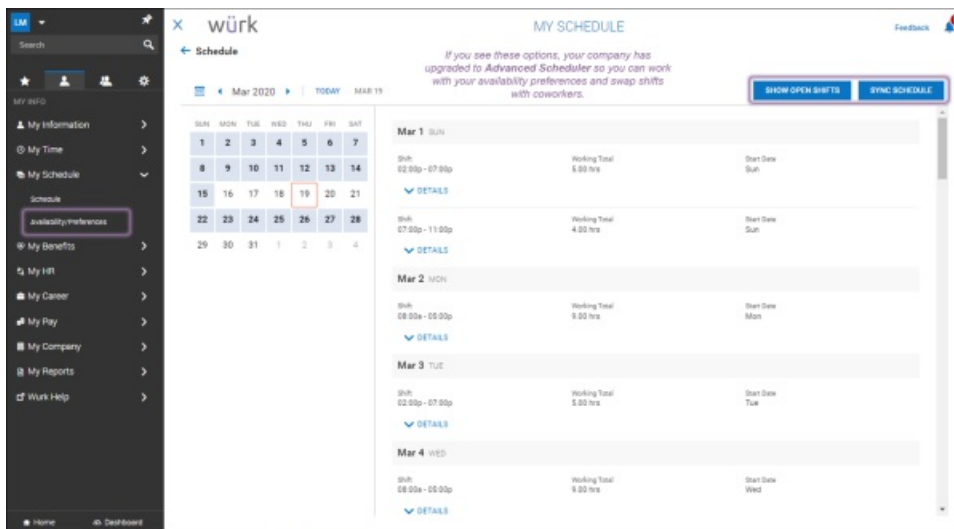 LM
Search
MY INFO
My Information
My Time
My Schedule
Schedule
Availability/Preferences
My Benefits
My HR
My Career
My Pay
My Company
My Reports
Wurk Help
Home
Dashboard
würk
MY SCHEDULE
Feedback
Schedule
If you see these options, your company has
upgraded to Advanced Scheduler so you can work
with your availability preferences and swap shifts
with coworkers.
Mar 2020
TODAY
MAR 19
SHOW OPEN SHIFTS
SYNC SCHEDULE
SUN MON TUE WED THU FRI SAT
1 2 3 4 5 6 7
8 9 10 11 12 13 14
15 16 17 18 19 20 21
22 23 24 25 26 27 28
29 30 31 1 2 3 4
Mar 1 SUN
Shift Working Total Start Date
02:00p - 07:00p 5.00 hrs Sun
DETAILS
Shift Working Total Start Date
07:00p - 11:00p 4.00 hrs Sun
DETAILS
Mar 2 MON
Shift Working Total Start Date
08:00a - 05:00p 9.00 hrs Mon
DETAILS
Mar 3 TUE
Shift Working Total Start Date
02:00p - 07:00p 5.00 hrs Tue
DETAILS
Mar 4 WED
Shift Working Total Start Date
08:00a - 05:00p 9.00 hrs Wed
DETAILS